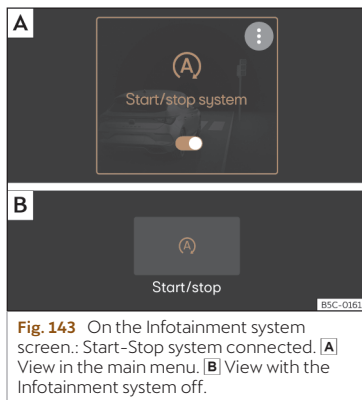 A
A
Start/stop system
B
A
Start/stop
B5C-0161
Fig. 143 On the Infotainment system
screen.: Start-Stop system connected. A
View in the main menu. B View with the
Infotainment system off.